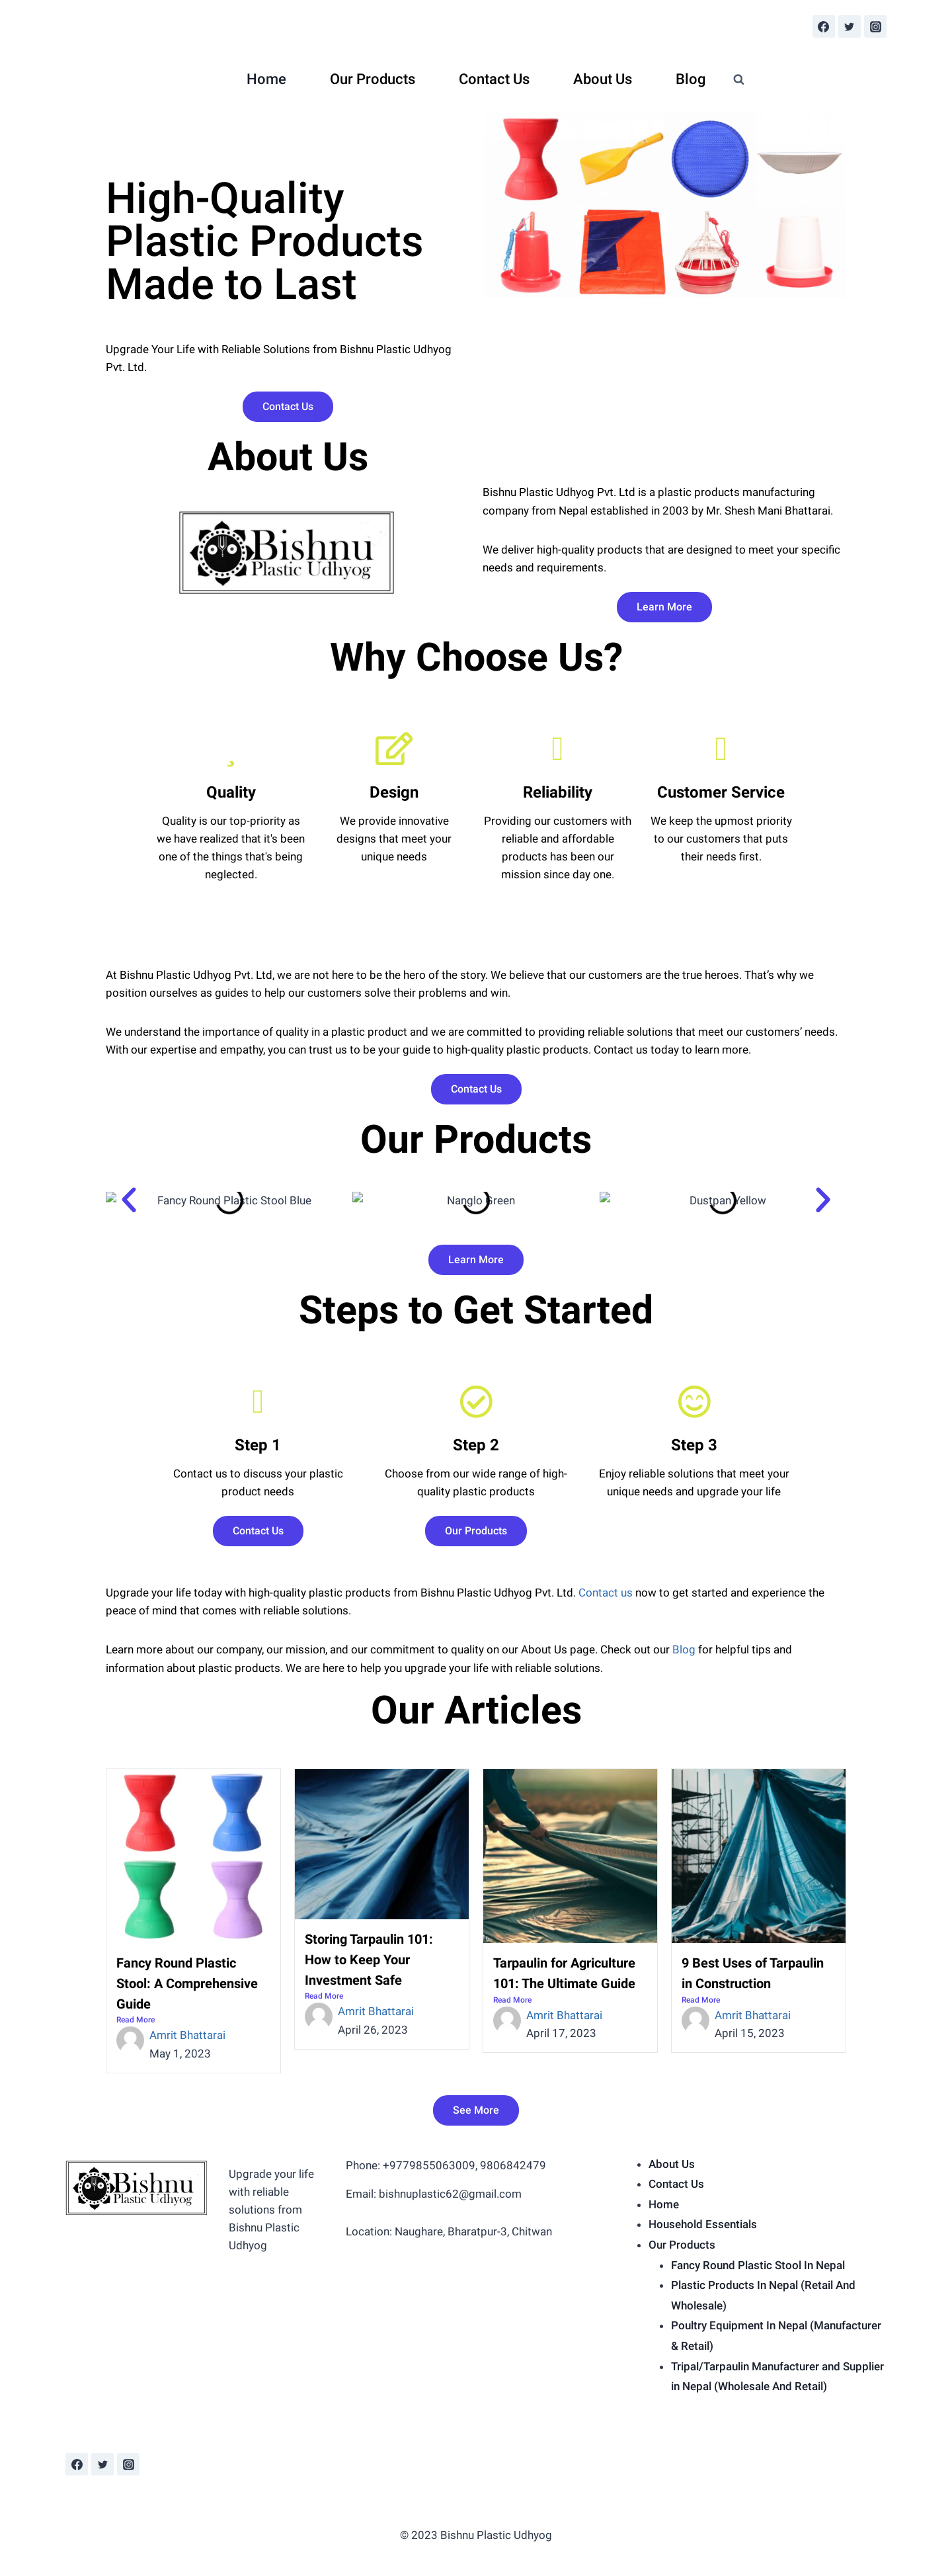 Home
Our Products
Contact Us
About Us
Blog
High-Quality
Plastic Products
Made to Last
Upgrade Your Life with Reliable Solutions from Bishnu Plastic Udhyog
Pvt. Ltd.
Contact Us
About Us
Bishnu
Plastic Udhyog
Bishnu Plastic Udhyog Pvt. Ltd is a plastic products manufacturing
company from Nepal established in 2003 by Mr. Shesh Mani Bhattarai.
We deliver high-quality products that are designed to meet your specific
needs and requirements.
Learn More
Why Choose Us?
Quality
Quality is our top-priority as
we have realized that it's been
one of the things that's being
neglected.
Design
We provide innovative
designs that meet your
unique needs
Reliability
Providing our customers with
reliable and affordable
products has been our
mission since day one.
Customer Service
We keep the upmost priority
to our customers that puts
their needs first.
At Bishnu Plastic Udhyog Pvt. Ltd, we are not here to be the hero of the story. We believe that our customers are the true heroes. That's why we
position ourselves as guides to help our customers solve their problems and win.
We understand the importance of quality in a plastic product and we are committed to providing reliable solutions that meet our customers' needs.
With our expertise and empathy, you can trust us to be your guide to high-quality plastic products. Contact us today to learn more.
Contact Us
Our Products
Fancy Round Plastic Stool Blue
Nanglo Green
Dustpan Yellow
Learn More
Steps to Get Started
Step 1
Contact us to discuss your plastic
product needs
Contact Us
Step 2
Choose from our wide range of high-
quality plastic products
Our Products
Step 3
Enjoy reliable solutions that meet your
unique needs and upgrade your life
Upgrade your life today with high-quality plastic products from Bishnu Plastic Udhyog Pvt. Ltd. Contact us now to get started and experience the
peace of mind that comes with reliable solutions.
Learn more about our company, our mission, and our commitment to quality on our About Us page. Check out our Blog for helpful tips and
information about plastic products. We are here to help you upgrade your life with reliable solutions.
Our Articles
Fancy Round Plastic
Stool: A Comprehensive
Guide
Read More
Amrit Bhattarai
May 1, 2023
Storing Tarpaulin 101:
How to Keep Your
Investment Safe
Read More
Amrit Bhattarai
April 26, 2023
Tarpaulin for Agriculture
101: The Ultimate Guide
Read More
Amrit Bhattarai
April 17, 2023
9 Best Uses of Tarpaulin
in Construction
Read More
Amrit Bhattarai
April 15, 2023
See More
Bishnu
Plastic Udhyog
Upgrade your life
with reliable
solutions from
Bishnu Plastic
Udhyog
Phone: +9779855063009, 9806842479
Email: bishnuplastic62@gmail.com
Location: Naughare, Bharatpur-3, Chitwan
About Us
Contact Us
Home
Household Essentials
Our Products
Fancy Round Plastic Stool In Nepal
Plastic Products In Nepal (Retail And
Wholesale)
Poultry Equipment In Nepal (Manufacturer
& Retail)
Tripal/Tarpaulin Manufacturer and Supplier
in Nepal (Wholesale And Retail)
© 2023 Bishnu Plastic Udhyog